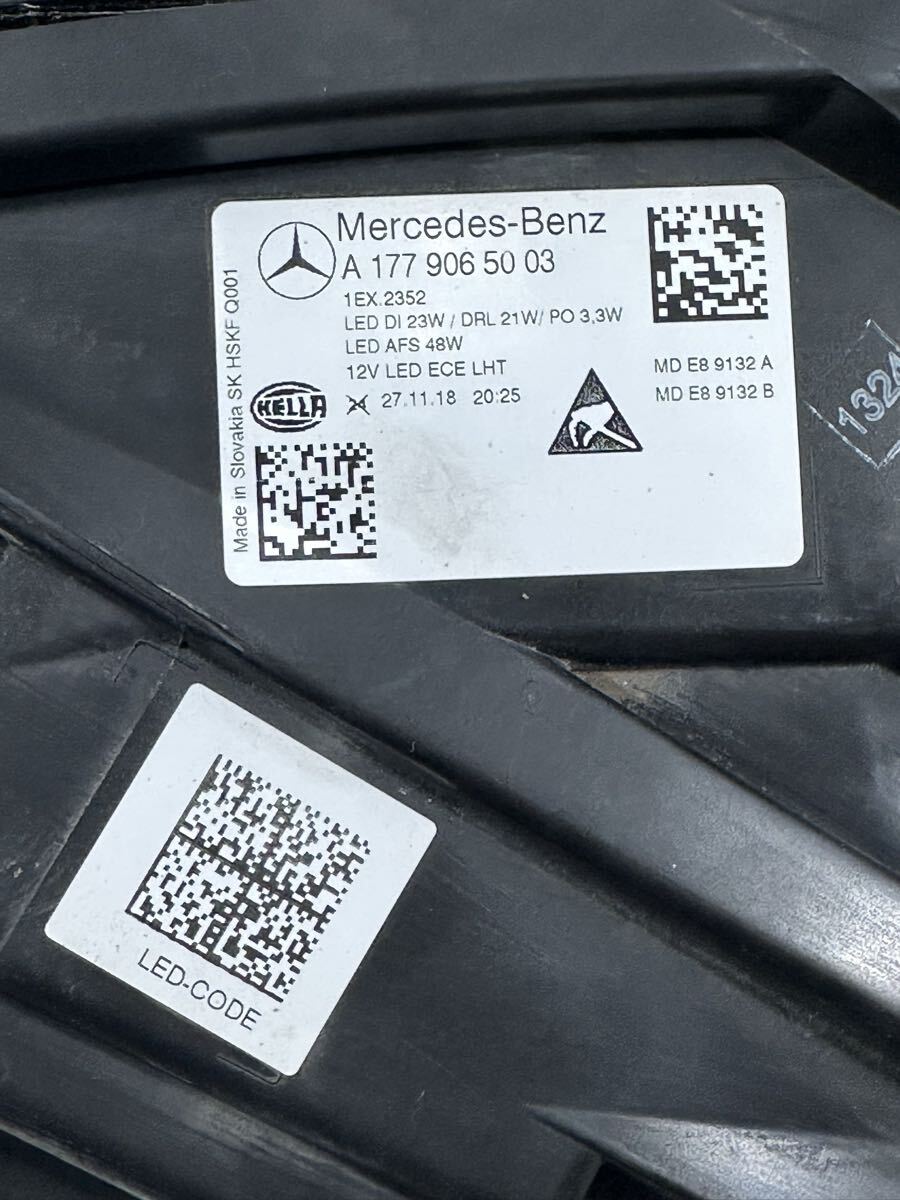 Mercedes-Benz
A 177 906 50 03
1EX.2352
LED DI 23W / DRL 21W/ PO 3,3W
LED AFS 48W
12V LED ECE LHT
MD E8 9132 A
HELLA
27.11.18 20:25
MD E8 9132 B
Made in Slovakia SK HSKF Q001
LED-CODE